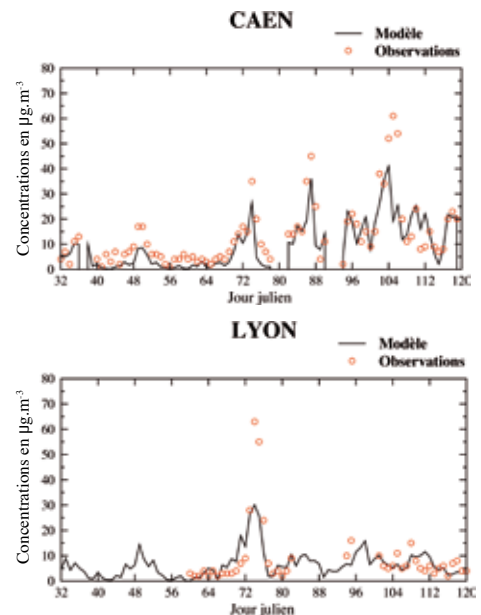 CAEN
Modèle
Observations
Concentrations en µg.m-3
80
70
60
50
40
30
20
10
0
32 40 48 56 64 72 80 88 96 104 112 120
Jour julien
LYON
Modèle
Observations
Concentrations en µg.m-3
80
70
60
50
40
30
20
10
0
32 40 48 56 64 72 80 88 96 104 112 120
Jour julien